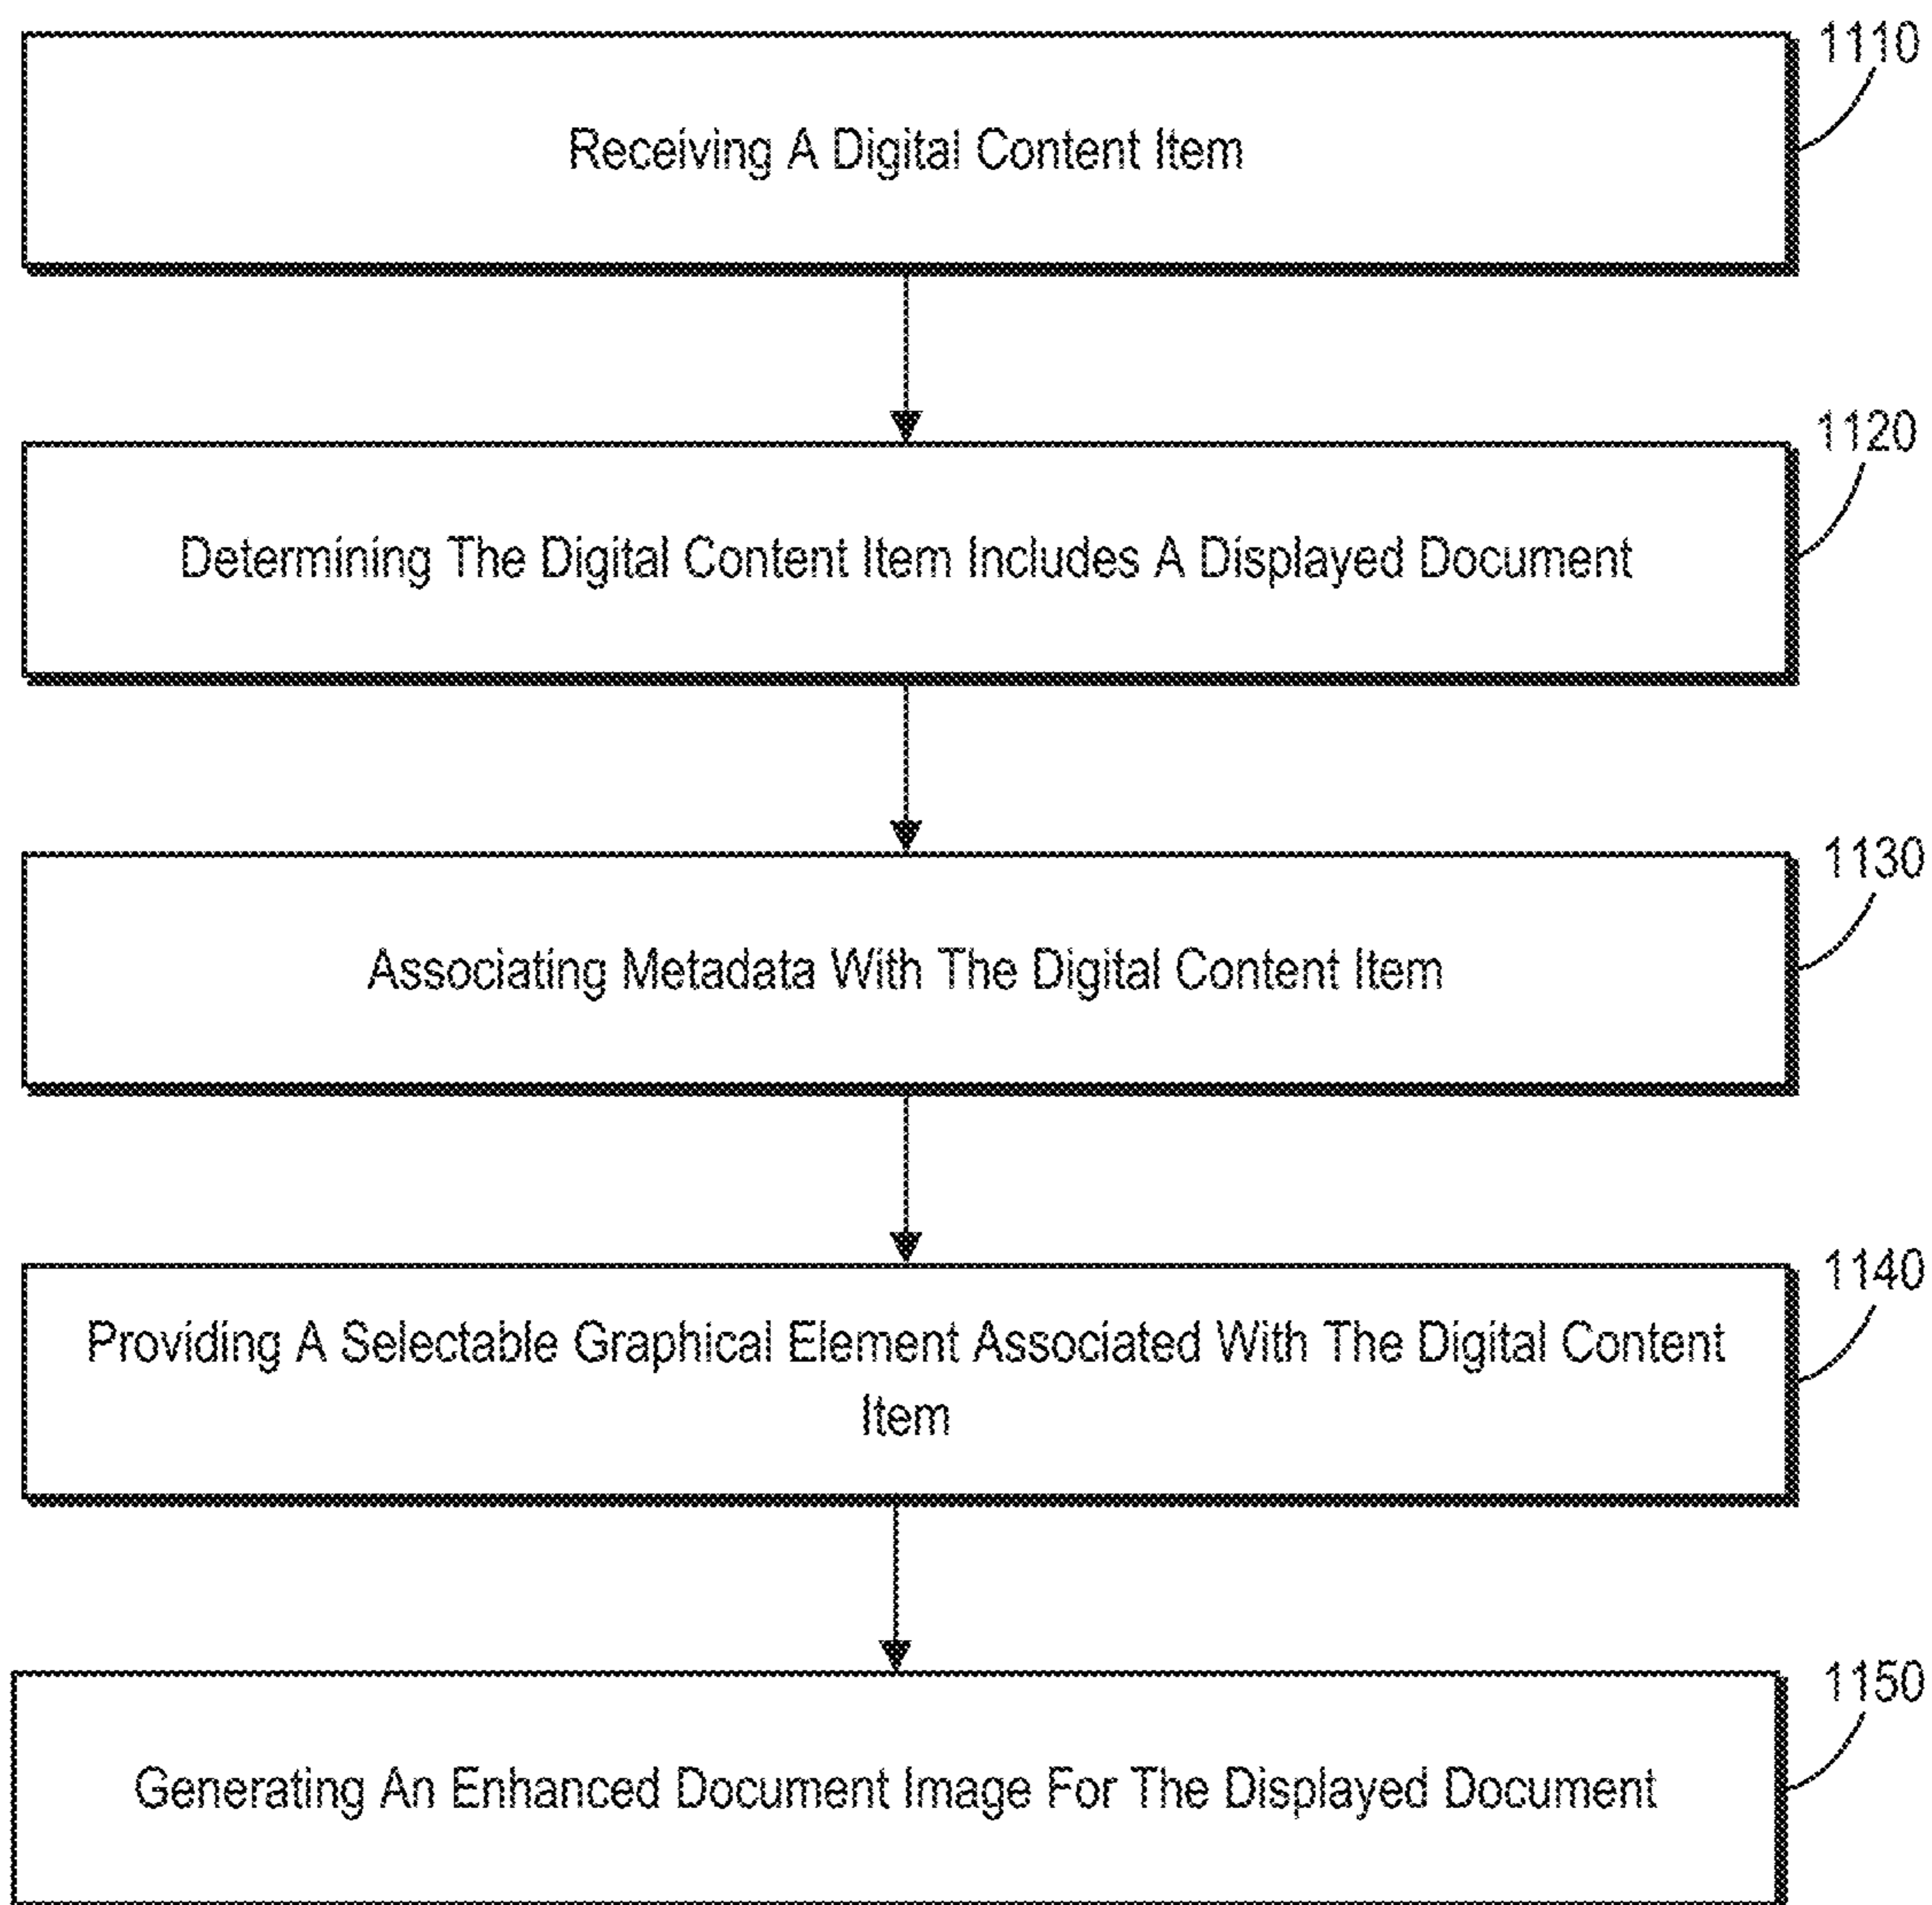 1110
Receiving A Digital Content Item
1120
Determining The Digital Content Item Includes A Displayed Document
1130
Associating Metadata With The Digital Content Item
1140
Providing A Selectable Graphical Element Associated With The Digital Content
Item
1150
Generating An Enhanced Document Image For The Displayed Document